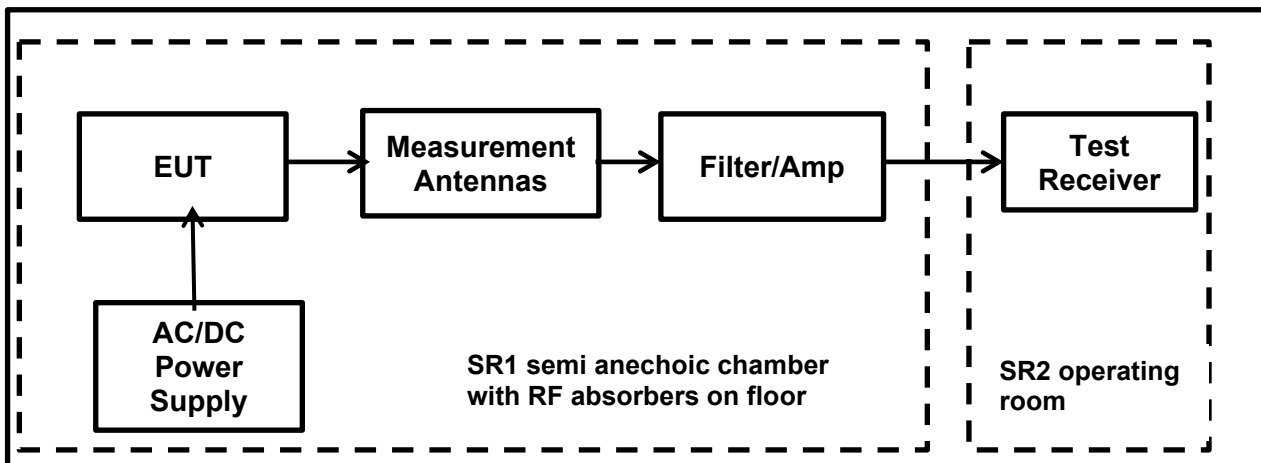 EUT
Measurement
Antennas
Filter/Amp
Test
Receiver
AC/DC
Power
Supply
SR1 semi anechoic chamber
with RF absorbers on floor
SR2 operating
room